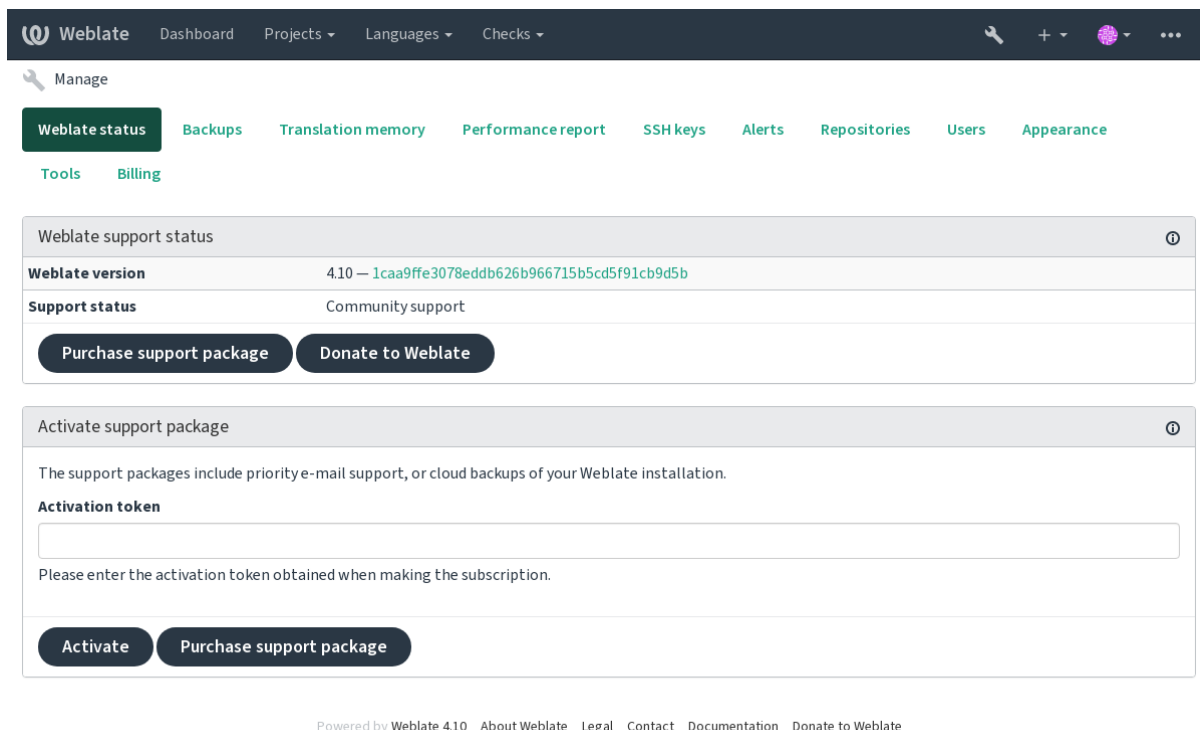 Weblate Dashboard Projects Languages Checks
Manage
Weblate status Backups Translation memory Performance report SSH keys Alerts Repositories Users Appearance
Tools Billing
Weblate support status
Weblate version 4.10 — 1caa9ffe3078eddb626b966715b5cd5f91cb9d5b
Support status Community support
Purchase support package Donate to Weblate
Activate support package
The support packages include priority e-mail support, or cloud backups of your Weblate installation.
Activation token
Please enter the activation token obtained when making the subscription.
Activate Purchase support package
Powered by Weblate 4.10 About Weblate Legal Contact Documentation Donate to Weblate